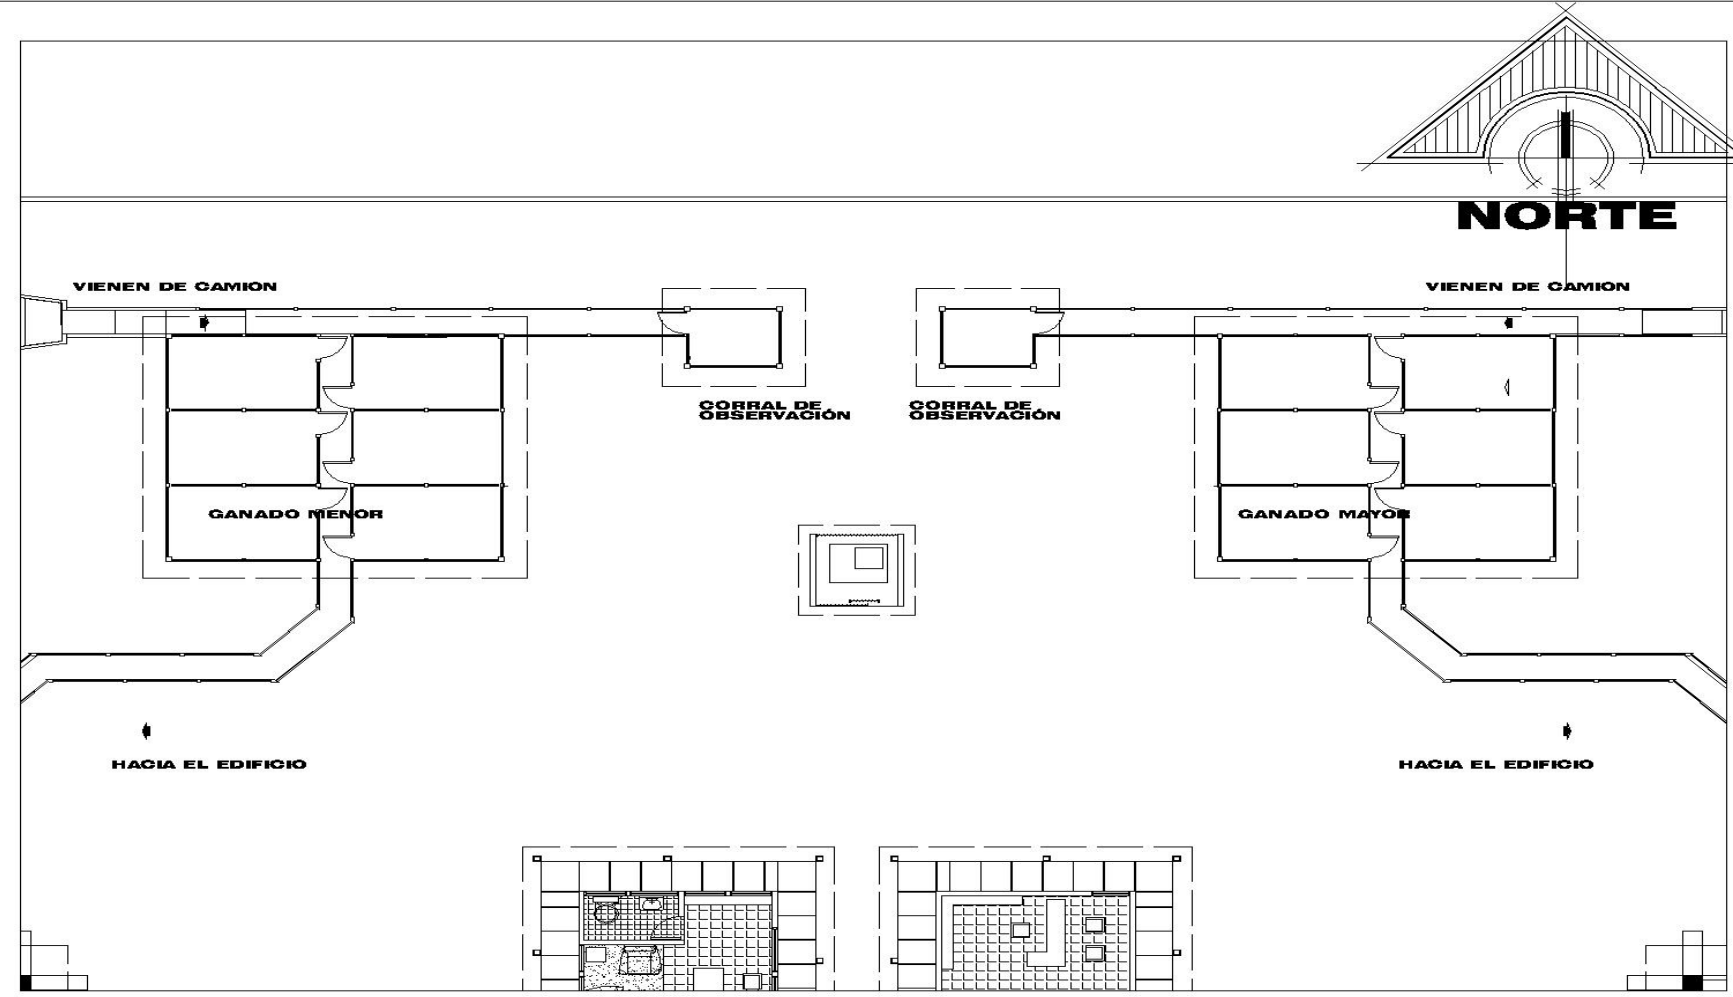 NORTE
VIENEN DE CAMION
VIENEN DE CAMION
CORRAL DE
OBSERVACIÓN
CORRAL DE
OBSERVACIÓN
GANADO MENOR
GANADO MAYOR
HACIA EL EDIFICIO
HACIA EL EDIFICIO